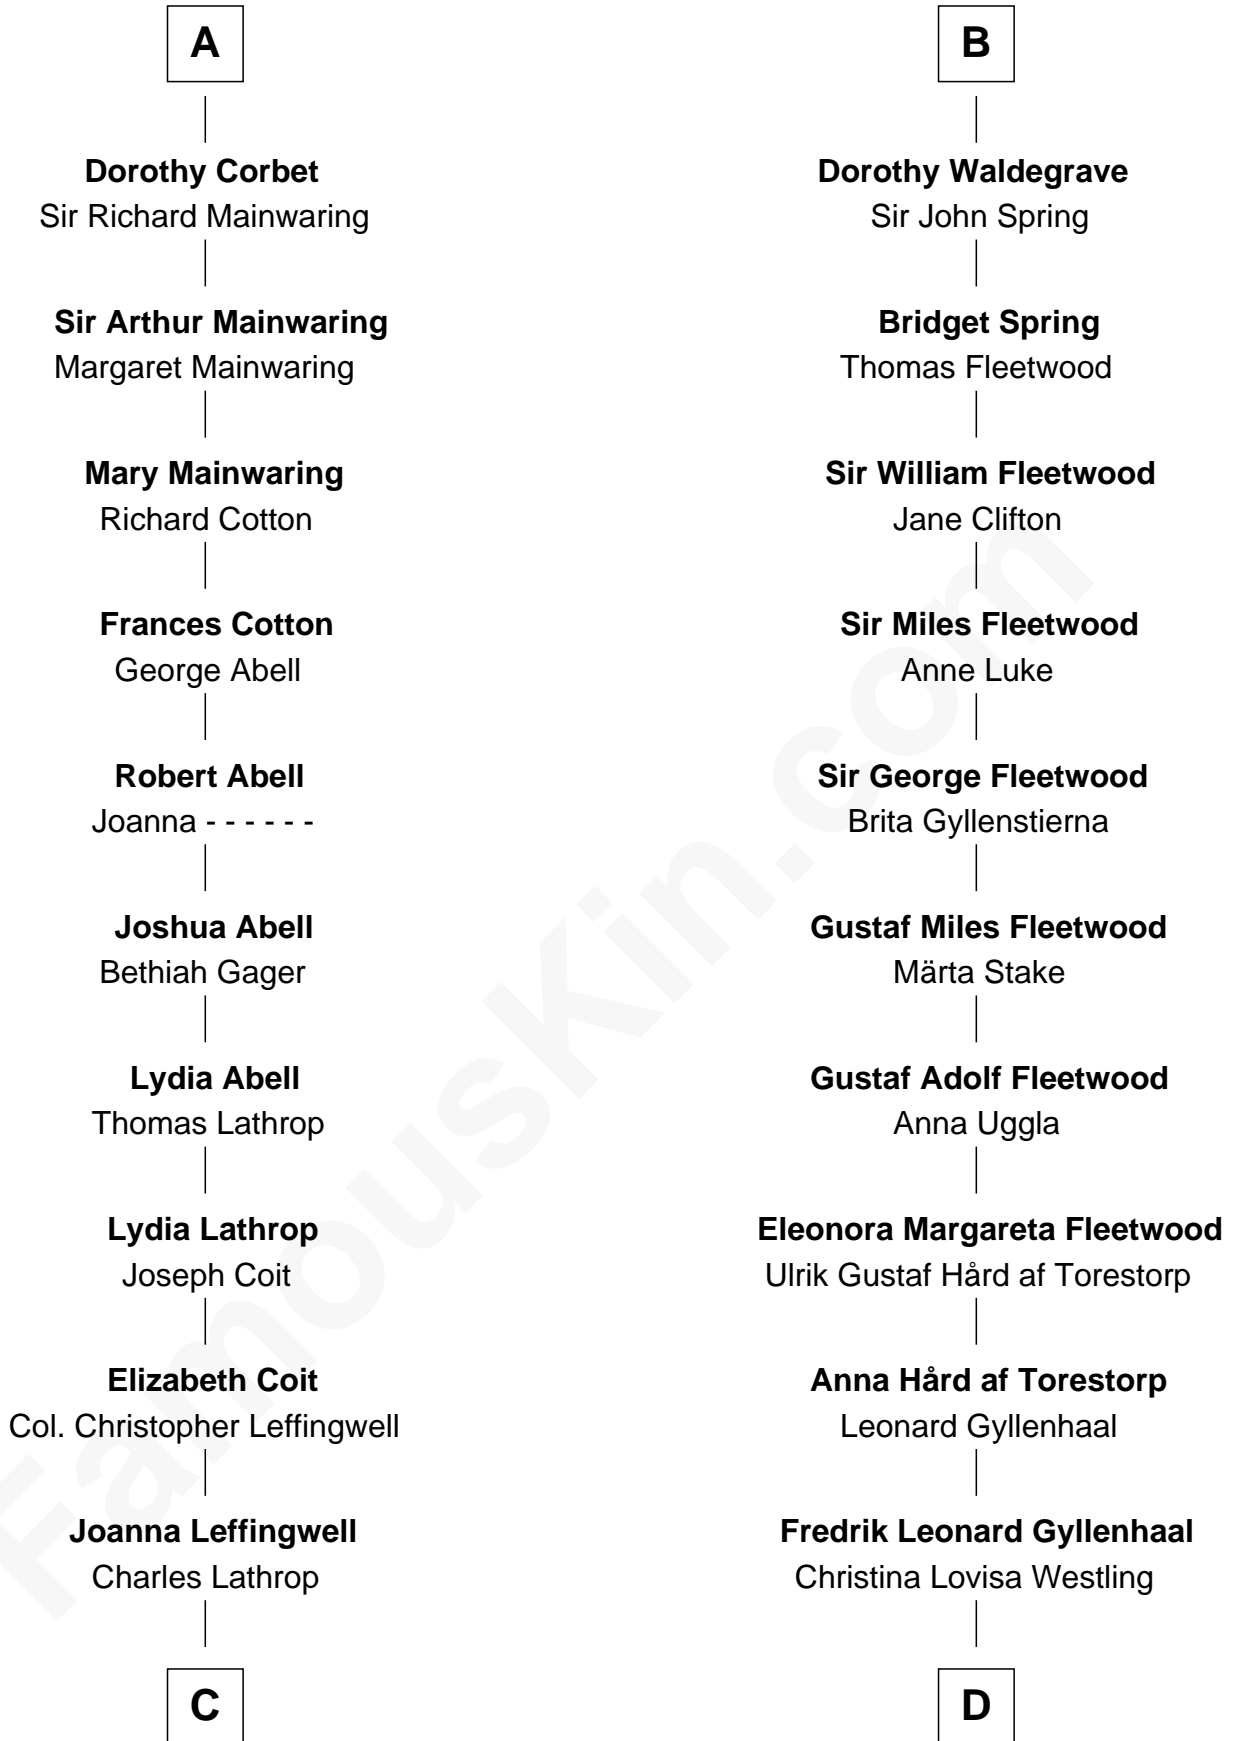 A
Dorothy Corbet
Sir Richard Mainwaring
Sir Arthur Mainwaring
Margaret Mainwaring
Mary Mainwaring
Richard Cotton
Frances Cotton
George Abell
Robert Abell
Joanna - - - - - -
Joshua Abell
Bethiah Gager
Lydia Abell
Thomas Lathrop
Lydia Lathrop
Joseph Coit
Elizabeth Coit
Col. Christopher Leffingwell
Joanna Leffingwell
Charles Lathrop
C
B
Dorothy Waldegrave
Sir John Spring
Bridget Spring
Thomas Fleetwood
Sir William Fleetwood
Jane Clifton
Sir Miles Fleetwood
Anne Luke
Sir George Fleetwood
Brita Gyllenstierna
Gustaf Miles Fleetwood
Märta Stake
Gustaf Adolf Fleetwood
Anna Uggla
Eleonora Margareta Fleetwood
Ulrik Gustaf Hård af Torestorp
Anna Hård af Torestorp
Leonard Gyllenhaal
Fredrik Leonard Gyllenhaal
Christina Lovisa Westling
D
FamousKin.com